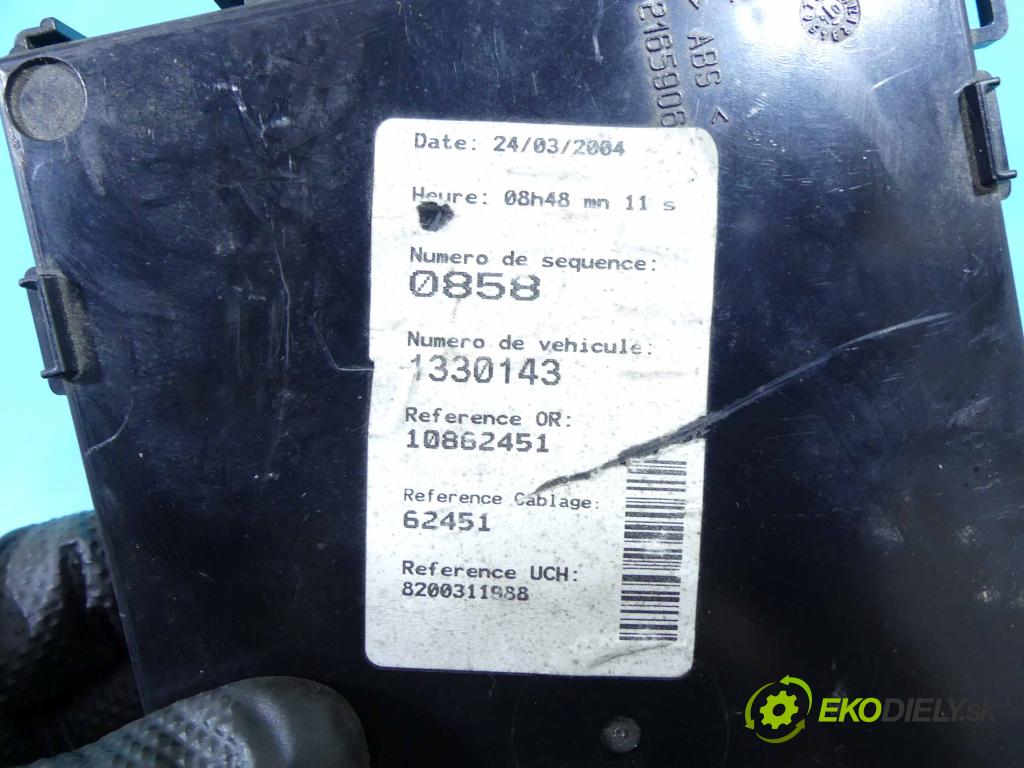 > ABS <
2165906
Date: 24/03/2004
Heure: 08h48 mn 11 s
Numero de sequence:
0858
Numero de vehicule:
1330143
Reference OR:
10862451
Reference Cablage:
62451
Reference UCH:
8200311988
EKODIELY.sk